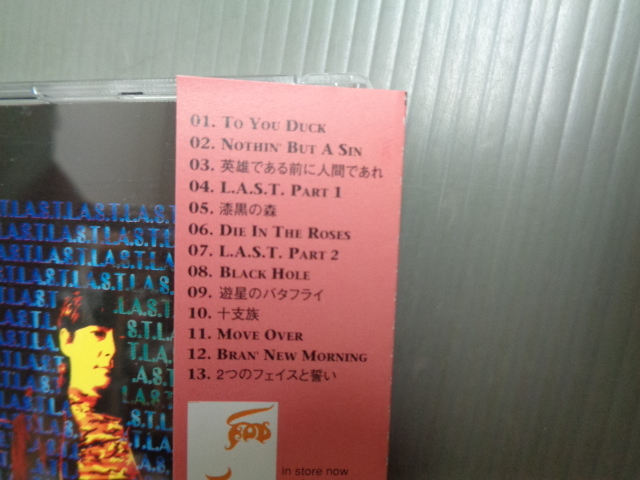 01. TO YOU DUCK
02. NOTHIN' BUT A SIN
03. 英雄である前に人間であれ
04. L.A.S.T. PART 1
05. 漆黒の森
06. DIE IN THE ROSES
07. L.A.S.T. PART 2
08. BLACK HOLE
09. 遊星のバタフライ
10. 十支族
11. MOVE OVER
12. BRAN' NEW MORNING
13. 2つのフェイスと誓い
in store now
T.L.A.S.T.L.A.S.T.L.A.S.T
L.A.S.T.L.A.S.T.L.A.S.
S.T.L.A
T.L.A.
L.A.S.
.A.S.T
S.T.L.